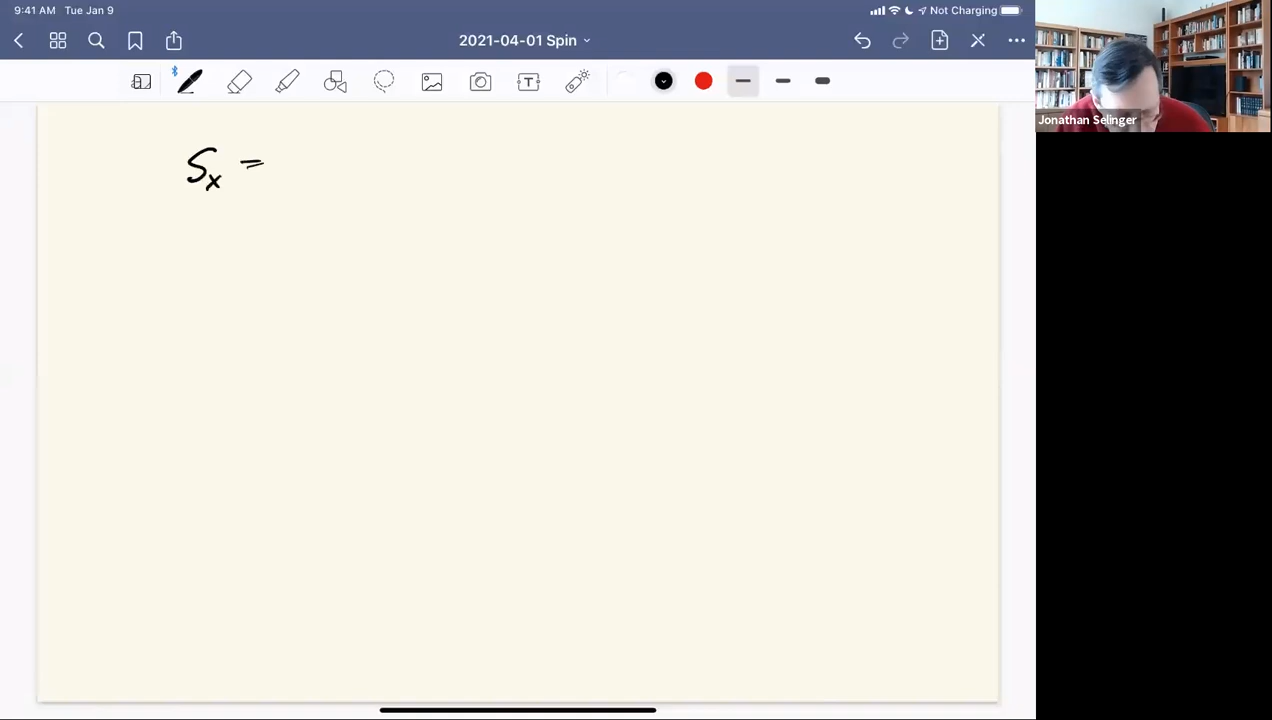 9:41 AM Tue Jan 9
Not Charging
2021-04-01 Spin
T
Jonathan Selinger
Sx =